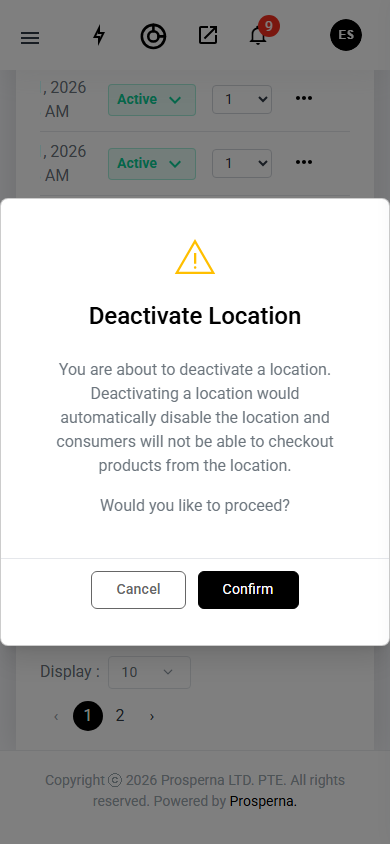 9
ES
, 2026
AM
Active
1
, 2026
AM
Active
1
Deactivate Location
You are about to deactivate a location.
Deactivating a location would
automatically disable the location and
consumers will not be able to checkout
products from the location.
Would you like to proceed?
Cancel
Confirm
Display :
10
‹
1
2
›
Copyright ⓒ 2026 Prosperna LTD. PTE. All rights
reserved. Powered by Prosperna.